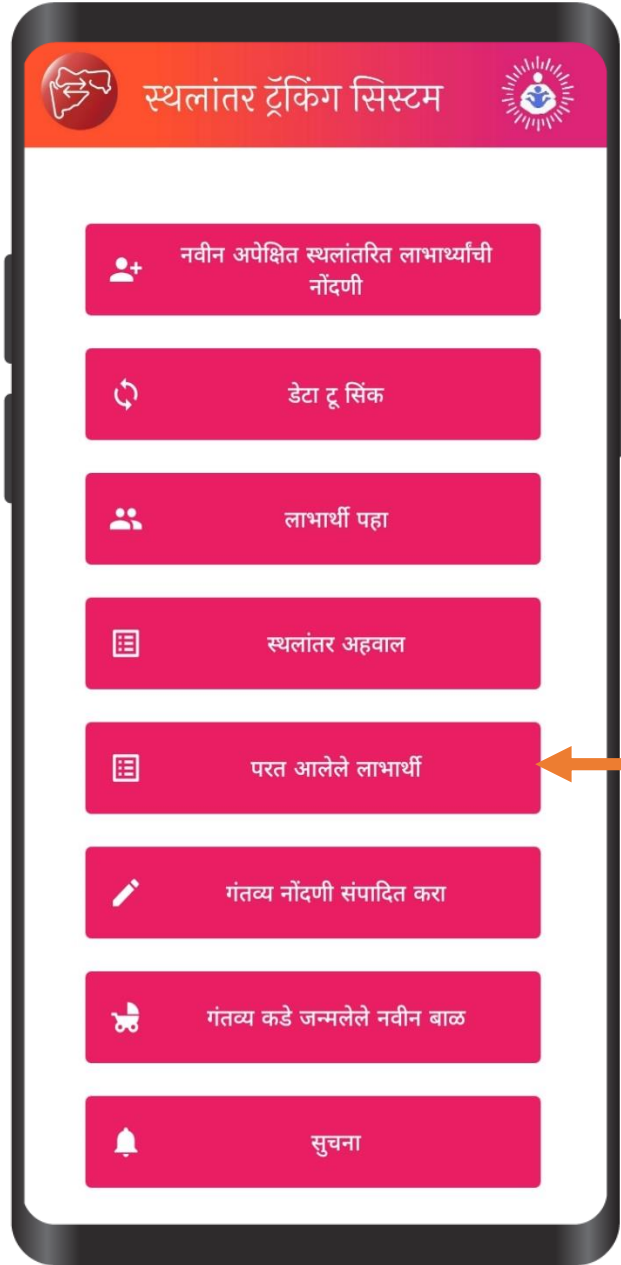 स्थलांतर ट्रॅकिंग सिस्टम
नवीन अपेक्षित स्थलांतरित लाभार्थ्यांची
नोंदणी
डेटा टू सिंक
लाभार्थी पहा
स्थलांतर अहवाल
परत आलेले लाभार्थी
गंतव्य नोंदणी संपादित करा
गंतव्य कडे जन्मलेले नवीन बाळ
सुचना